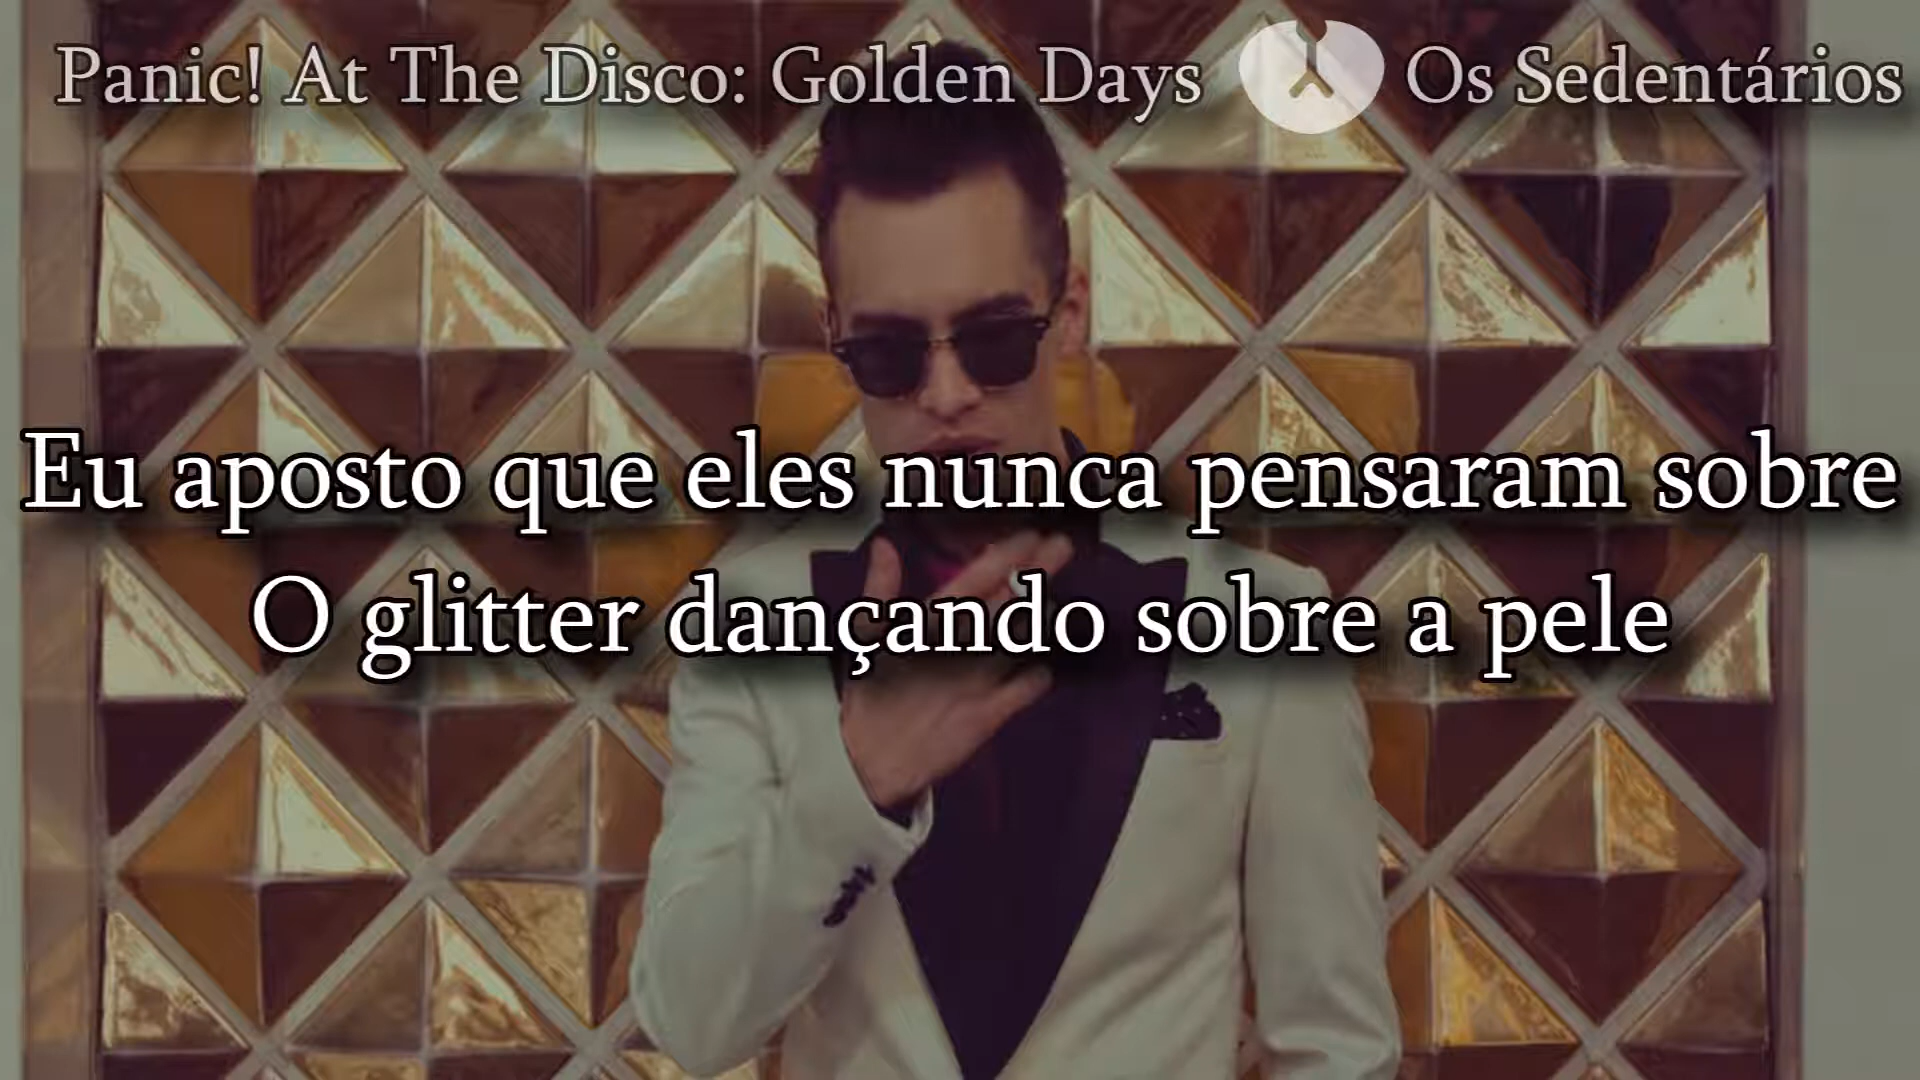 Panic! At The Disco: Golden Days Os Sedentários
Eu aposto que eles nunca pensaram sobre
O glitter dançando sobre a pele